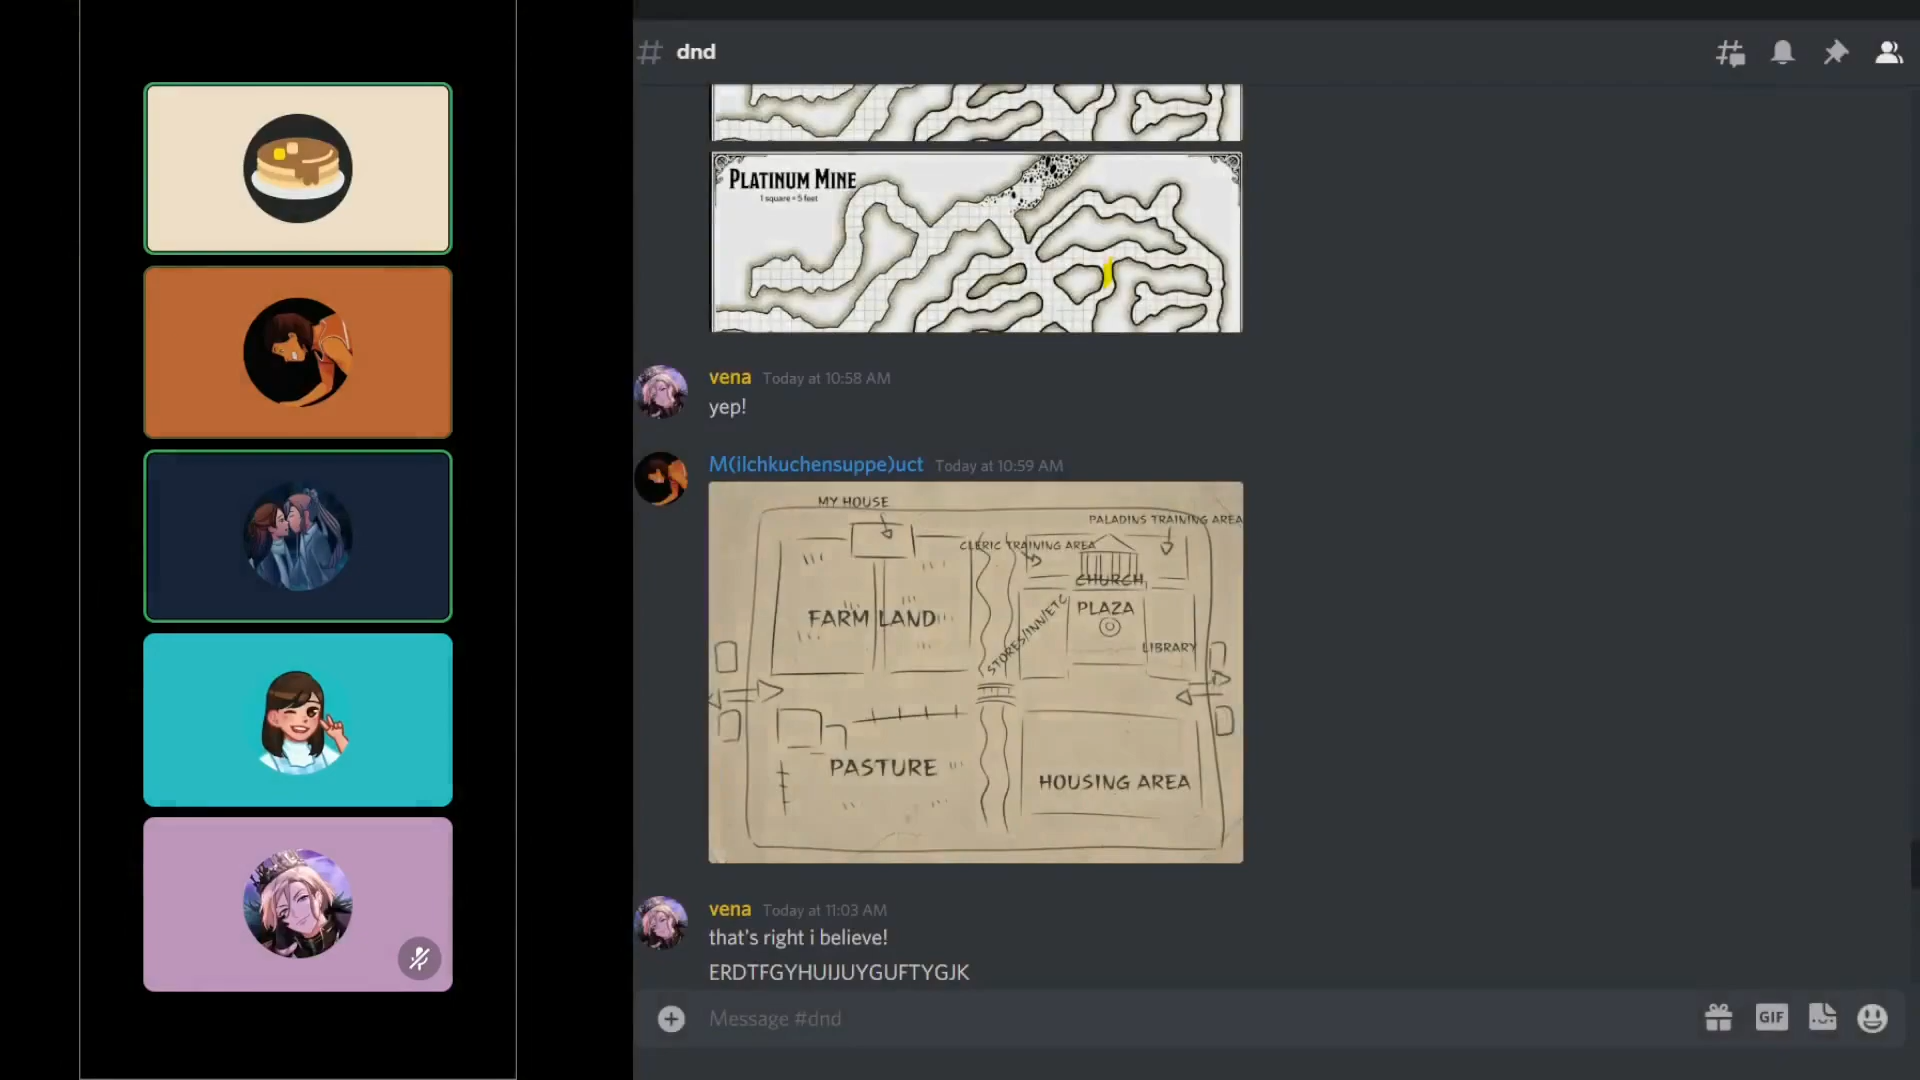 dnd
PLATINUM MINE
1 square = 5 feet
vena Today at 10:58 AM
yep!
M(ilchkuchensuppe)uct Today at 10:59 AM
MY HOUSE
PALADINS TRAINING AREA
CLERIC TRAINING AREA
CHURCH
FARM LAND
STORES/INN/ETC
PLAZA
LIBRARY
PASTURE
HOUSING AREA
vena Today at 11:03 AM
that's right i believe!
ERDTFGYHUIJUYGUFTYGJK
Message #dnd
GIF